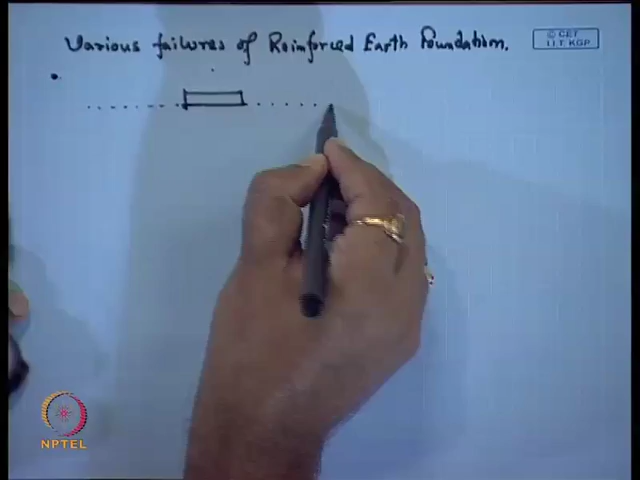 Various failures of Reinforced Earth Foundation.
© CET
I.I.T. KGP
NPTEL